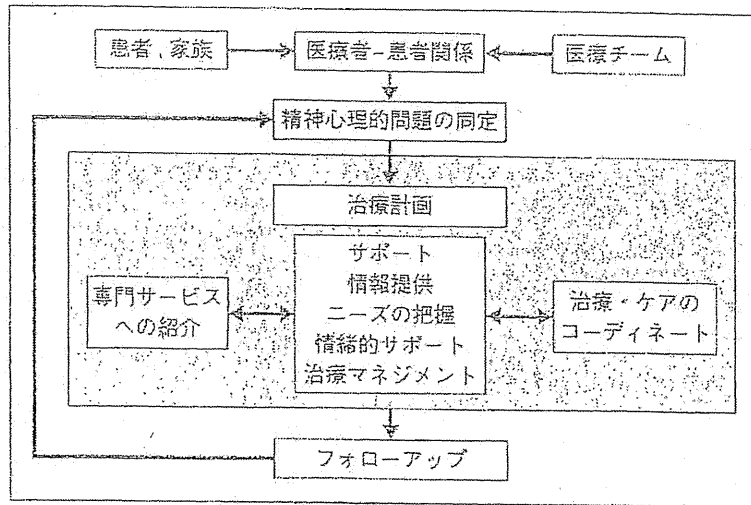 患者、家族
医療者－患者関係
医療チーム
精神心理的問題の同定
治療計画
サポート
情報提供
ニーズの把握
情緒的サポート
治療マネジメント
専門サービス
への紹介
治療・ケアの
コーディネート
フォローアップ